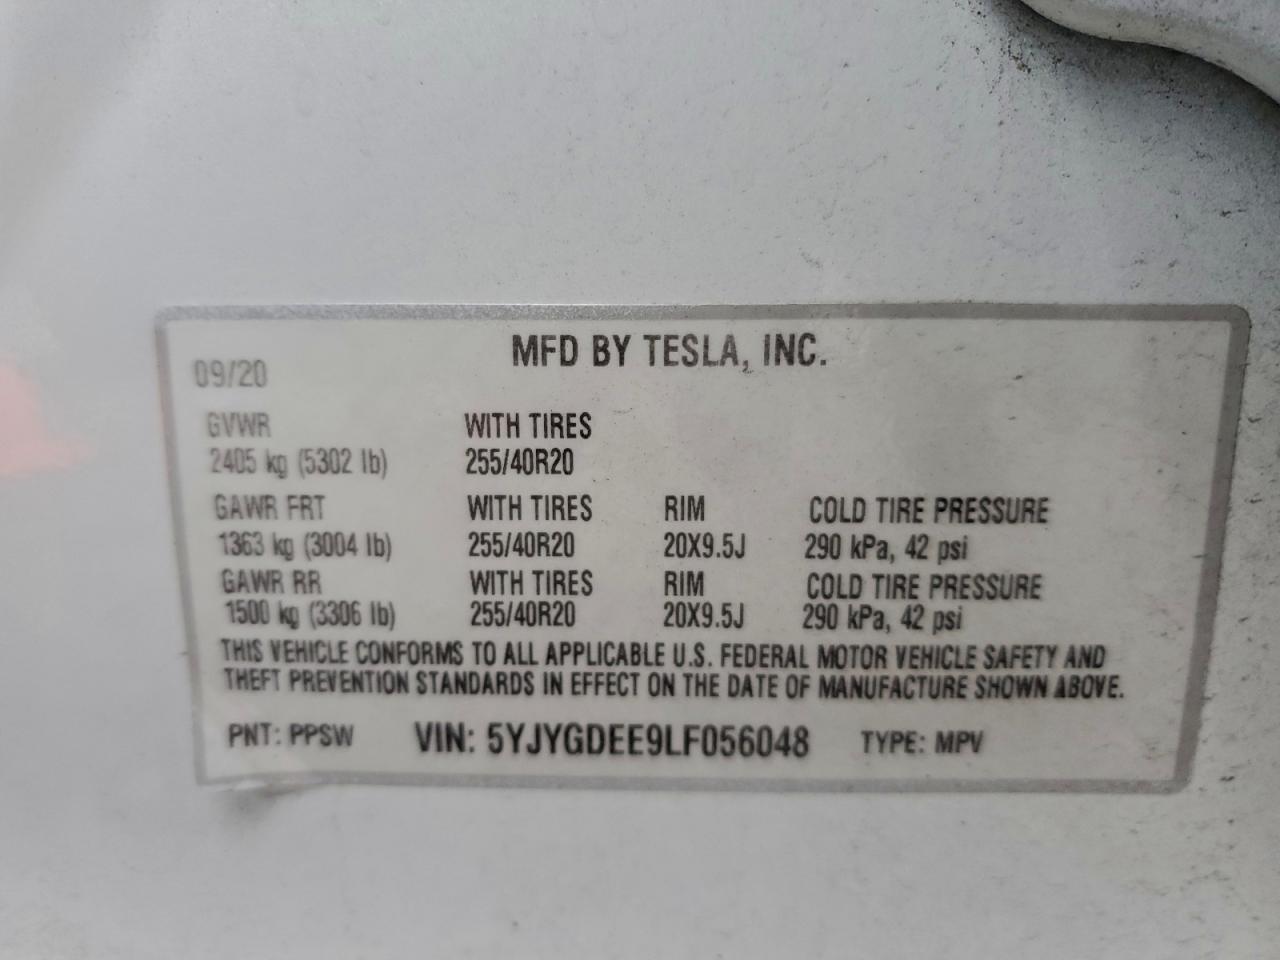 MFD BY TESLA, INC.
09/20
GVWR WITH TIRES
2405 kg (5302 lb) 255/40R20
GAWR FRT WITH TIRES RIM COLD TIRE PRESSURE
1363 kg (3004 lb) 255/40R20 20X9.5J 290 kPa, 42 psi
GAWR RR WITH TIRES RIM COLD TIRE PRESSURE
1500 kg (3306 lb) 255/40R20 20X9.5J 290 kPa, 42 psi
THIS VEHICLE CONFORMS TO ALL APPLICABLE U.S. FEDERAL MOTOR VEHICLE SAFETY AND
THEFT PREVENTION STANDARDS IN EFFECT ON THE DATE OF MANUFACTURE SHOWN ABOVE.
PNT: PPSW VIN: 5YJYGDEE9LF056048 TYPE: MPV